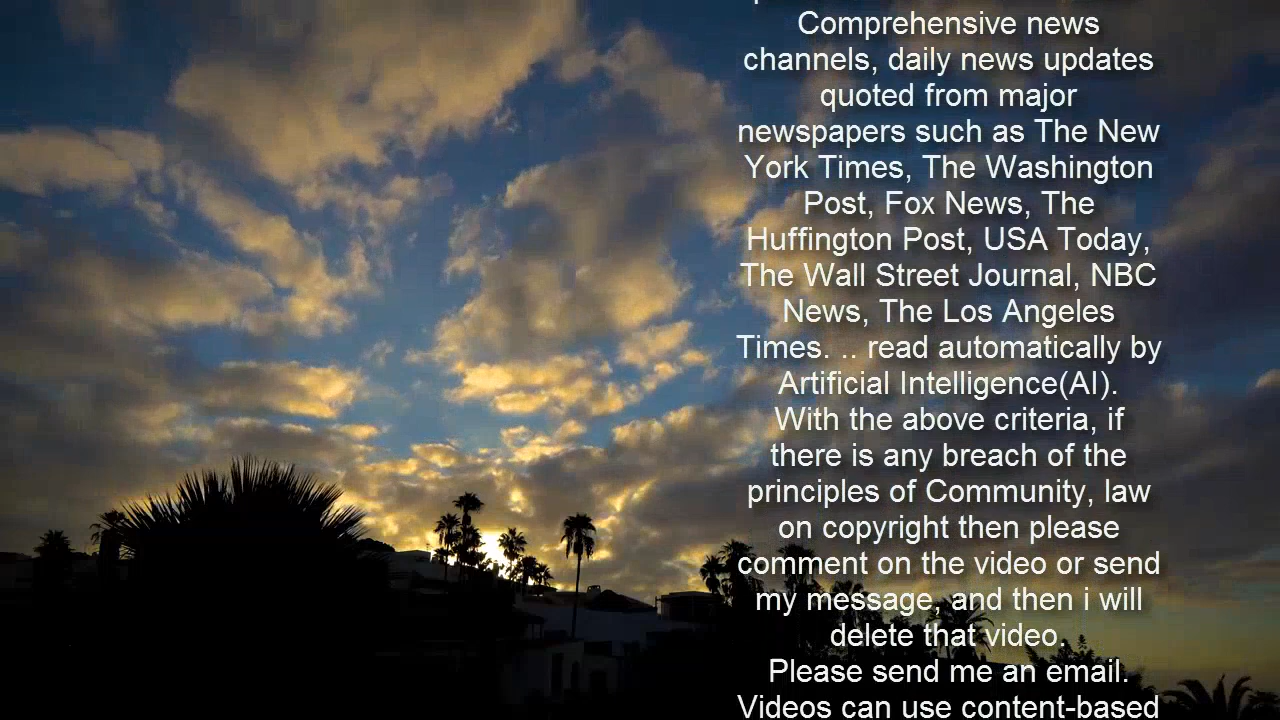 Comprehensive news
channels, daily news updates
quoted from major
newspapers such as The New
York Times, The Washington
Post, Fox News, The
Huffington Post, USA Today,
The Wall Street Journal, NBC
News, The Los Angeles
Times. .. read automatically by
Artificial Intelligence(AI).
With the above criteria, if
there is any breach of the
principles of Community, law
on copyright then please
comment on the video or send
my message, and then i will
delete that video.
Please send me an email.
Videos can use content-based